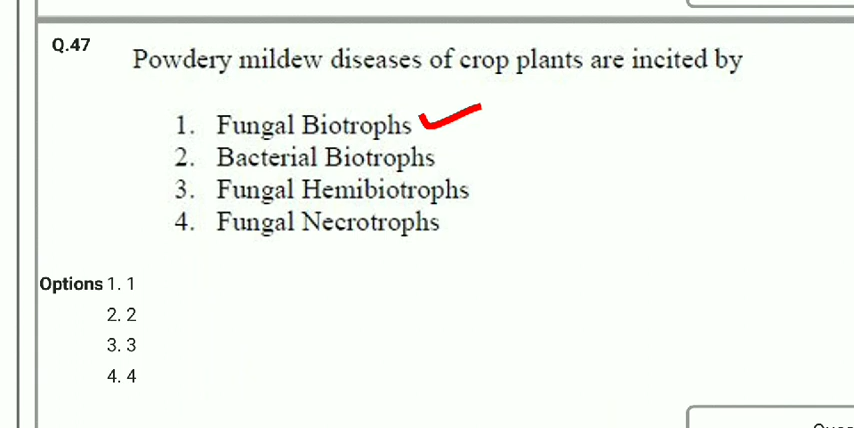 Q.47
Powdery mildew diseases of crop plants are incited by
1. Fungal Biotrophs
2. Bacterial Biotrophs
3. Fungal Hemibiotrophs
4. Fungal Necrotrophs
Options 1. 1
2. 2
3. 3
4. 4